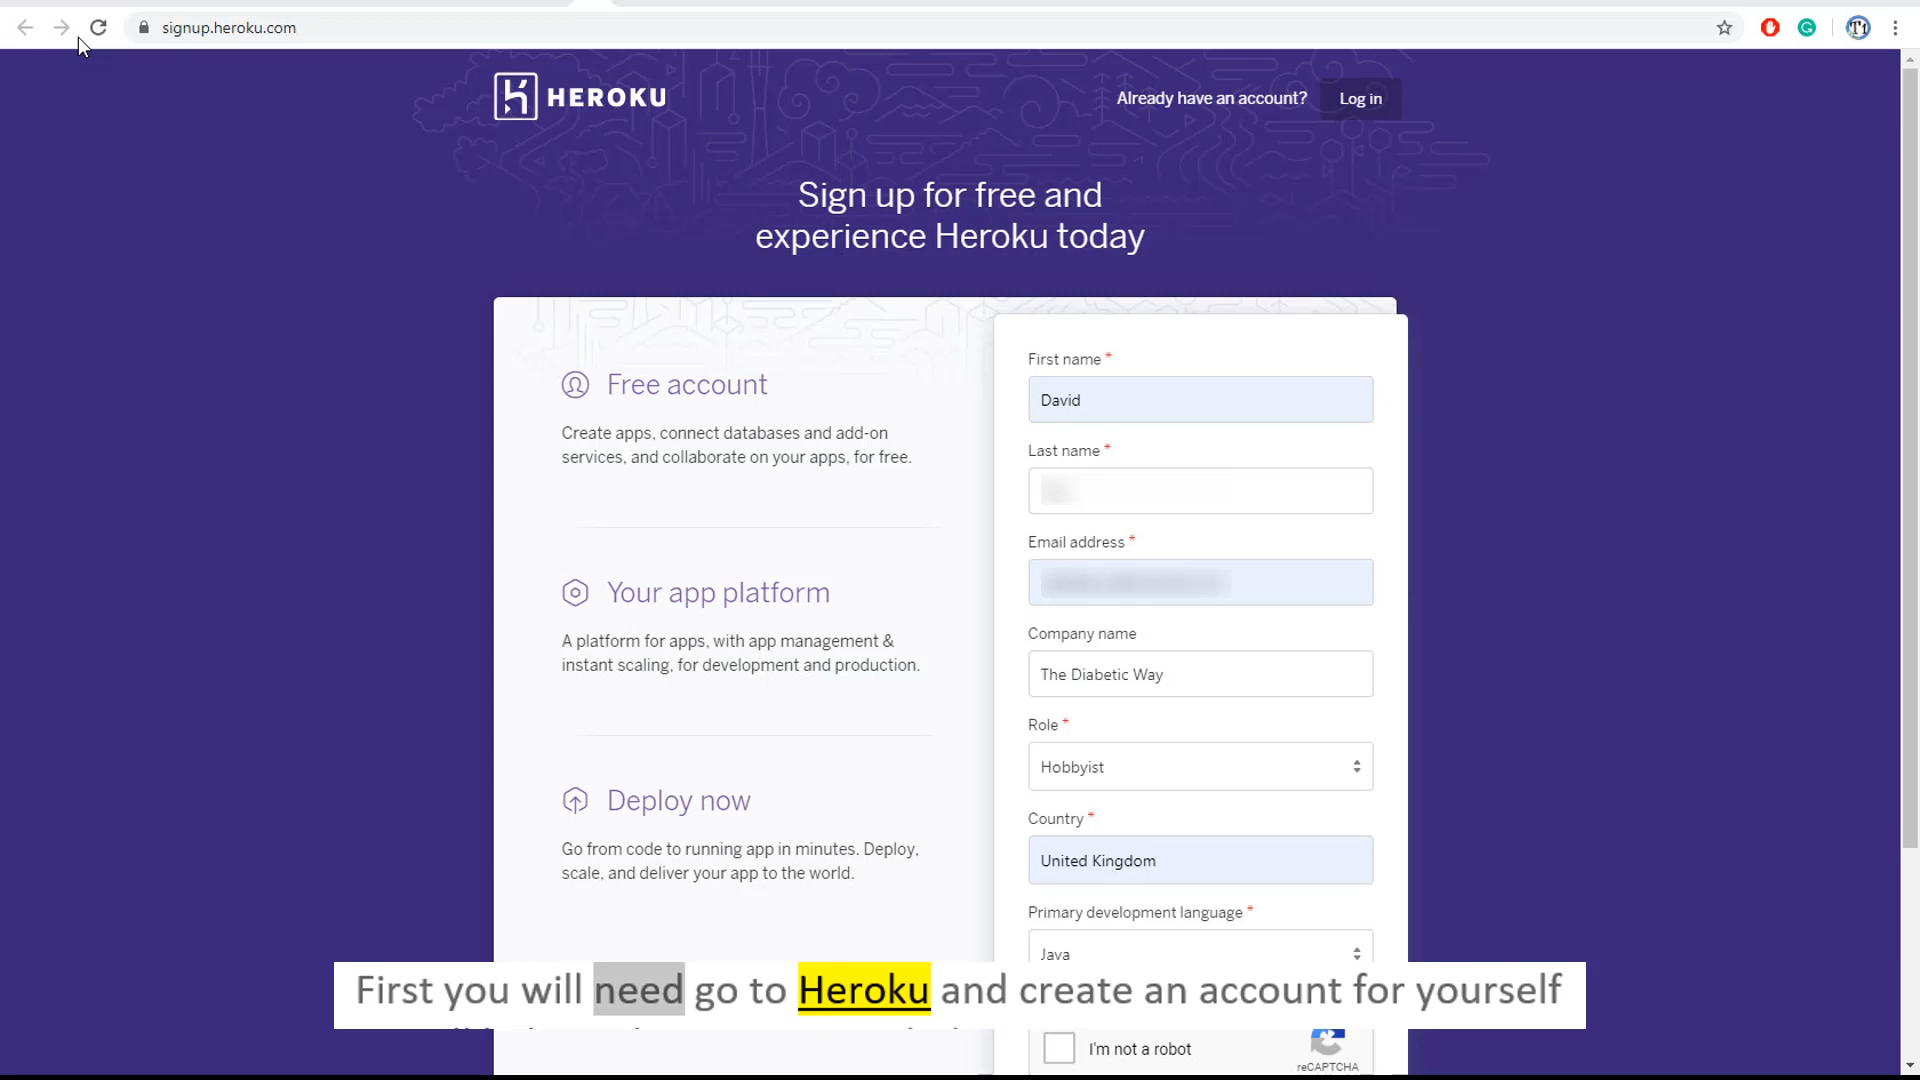 signup.heroku.com
HEROKU
Already have an account? Log in
Sign up for free and
experience Heroku today
Free account
Create apps, connect databases and add-on
services, and collaborate on your apps, for free.
Your app platform
A platform for apps, with app management &
instant scaling, for development and production.
Deploy now
Go from code to running app in minutes. Deploy,
scale, and deliver your app to the world.
First name *
David
Last name *
Email address *
Company name
The Diabetic Way
Role *
Hobbyist
Country *
United Kingdom
Primary development language *
Java
First you will need go to Heroku and create an account for yourself
I'm not a robot
reCAPTCHA